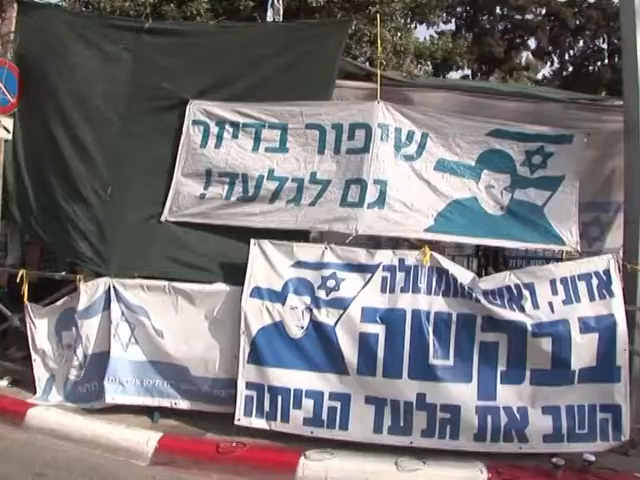 שיפור בדיור
גם לגלעד!
אדוני, ראש הממשלה
בבקשה
השב את גלעד הביתה